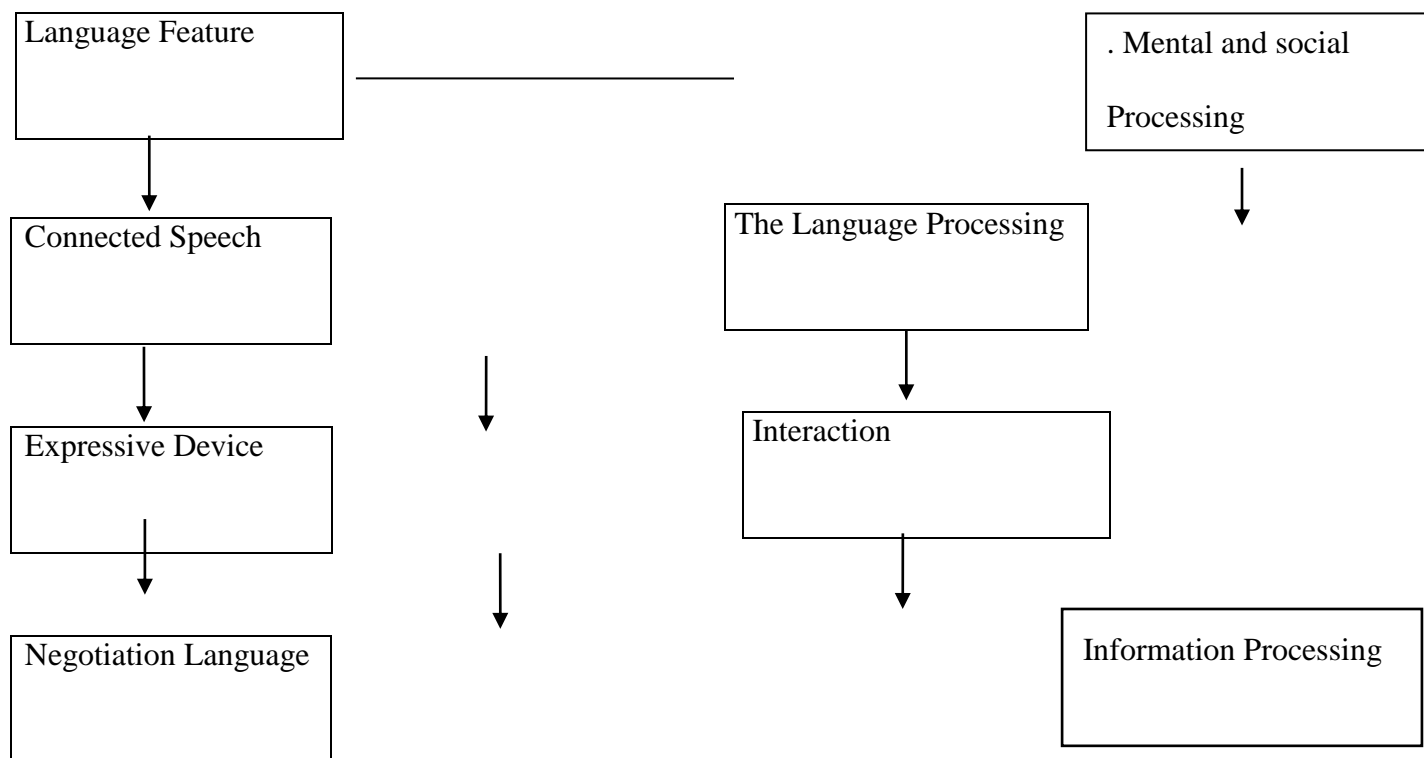 Language Feature
. Mental and social
Processing
Connected Speech
The Language Processing
Expressive Device
Interaction
Negotiation Language
Information Processing